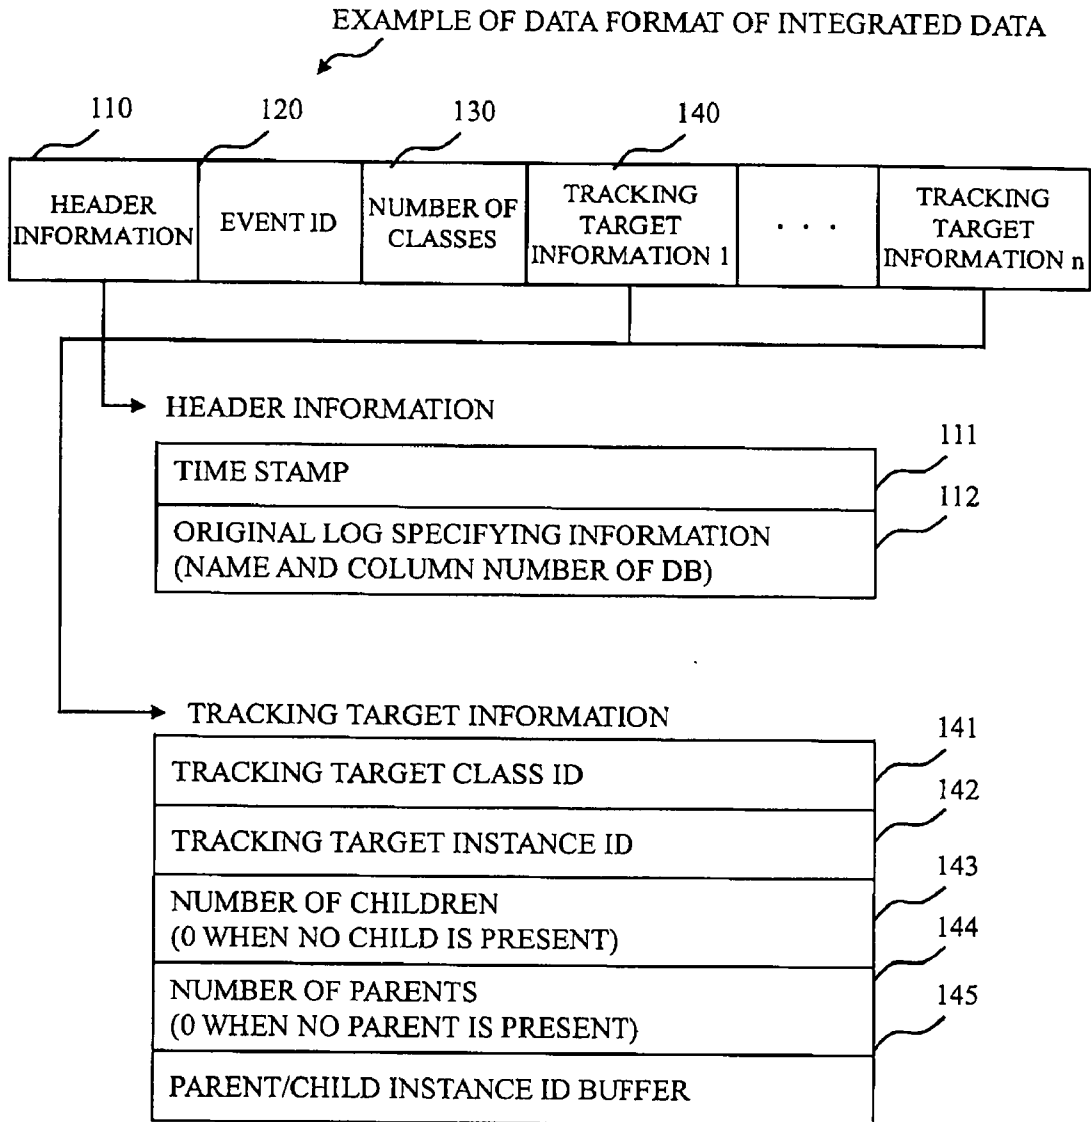 EXAMPLE OF DATA FORMAT OF INTEGRATED DATA
110
120
130
140
HEADER
INFORMATION
EVENT ID
NUMBER OF
CLASSES
TRACKING
TARGET
INFORMATION 1
. . .
TRACKING
TARGET
INFORMATION n
HEADER INFORMATION
111
TIME STAMP
112
ORIGINAL LOG SPECIFYING INFORMATION
(NAME AND COLUMN NUMBER OF DB)
TRACKING TARGET INFORMATION
141
TRACKING TARGET CLASS ID
142
TRACKING TARGET INSTANCE ID
143
NUMBER OF CHILDREN
(0 WHEN NO CHILD IS PRESENT)
144
NUMBER OF PARENTS
(0 WHEN NO PARENT IS PRESENT)
145
PARENT/CHILD INSTANCE ID BUFFER